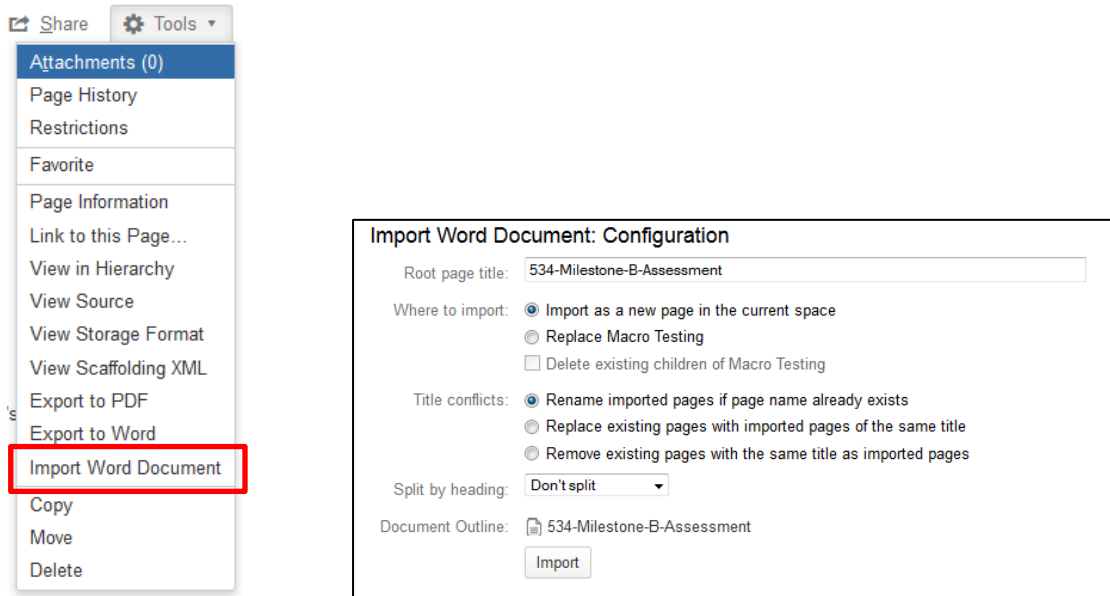 Share Tools
Attachments (0)
Page History
Restrictions
Favorite
Page Information
Link to this Page...
View in Hierarchy
View Source
View Storage Format
View Scaffolding XML
Export to PDF
's
Export to Word
Import Word Document
Copy
Move
Delete
Import Word Document: Configuration
Root page title: 534-Milestone-B-Assessment
Where to import: Import as a new page in the current space
Replace Macro Testing
Delete existing children of Macro Testing
Title conflicts: Rename imported pages if page name already exists
Replace existing pages with imported pages of the same title
Remove existing pages with the same title as imported pages
Split by heading: Don't split
Document Outline: 534-Milestone-B-Assessment
Import